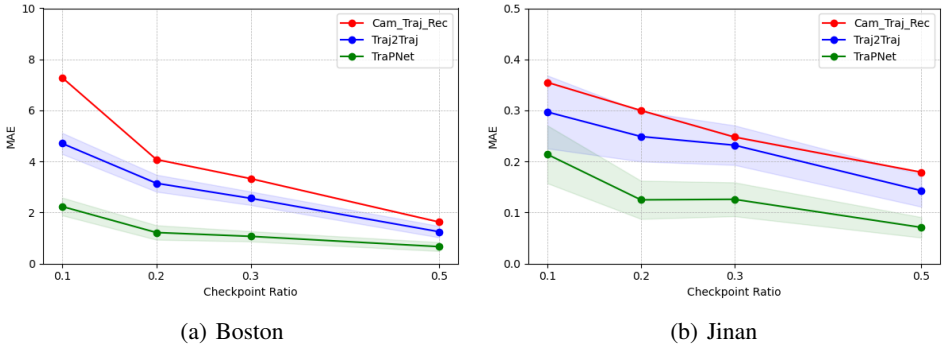 10
8
6
4
2
0
MAE
0.1
0.2
0.3
0.5
Checkpoint Ratio
Cam_Traj_Rec
Traj2Traj
TraPNet
(a) Boston
0.5
0.4
0.3
0.2
0.1
0.0
MAE
0.1
0.2
0.3
0.5
Checkpoint Ratio
Cam_Traj_Rec
Traj2Traj
TraPNet
(b) Jinan